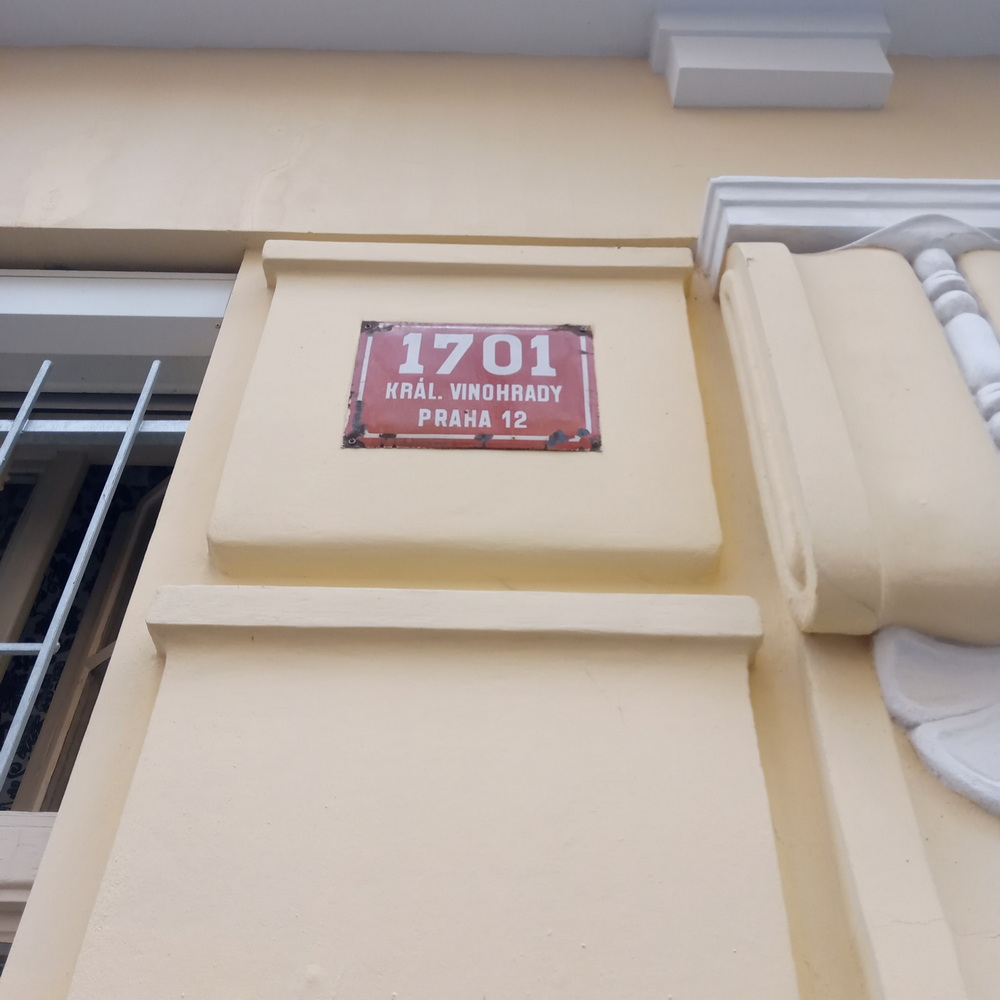 1701
KRÁL. VINOHRADY
PRAHA 12